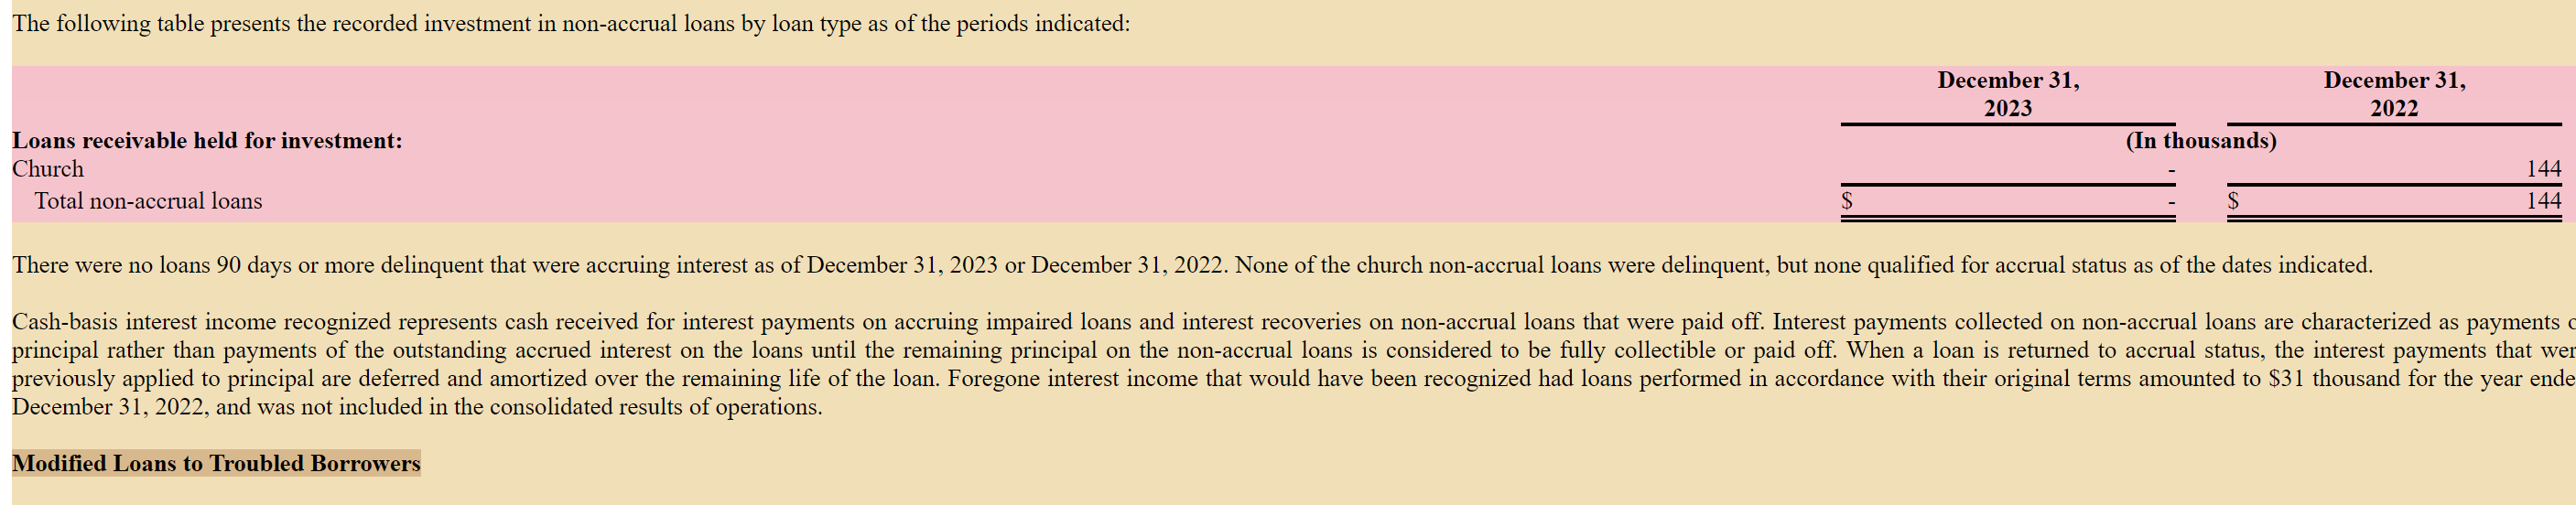 The following table presents the recorded investment in non-accrual loans by loan type as of the periods indicated:
December 31, 2023 December 31, 2022
Loans receivable held for investment: (In thousands)
Church - 144
Total non-accrual loans $ - $ 144
There were no loans 90 days or more delinquent that were accruing interest as of December 31, 2023 or December 31, 2022. None of the church non-accrual loans were delinquent, but none qualified for accrual status as of the dates indicated.
Cash-basis interest income recognized represents cash received for interest payments on accruing impaired loans and interest recoveries on non-accrual loans that were paid off. Interest payments collected on non-accrual loans are characterized as payments
principal rather than payments of the outstanding accrued interest on the loans until the remaining principal on the non-accrual loans is considered to be fully collectible or paid off. When a loan is returned to accrual status, the interest payments that
previously applied to principal are deferred and amortized over the remaining life of the loan. Foregone interest income that would have been recognized had loans performed in accordance with their original terms amounted to $31 thousand for the year
December 31, 2022, and was not included in the consolidated results of operations.
Modified Loans to Troubled Borrowers